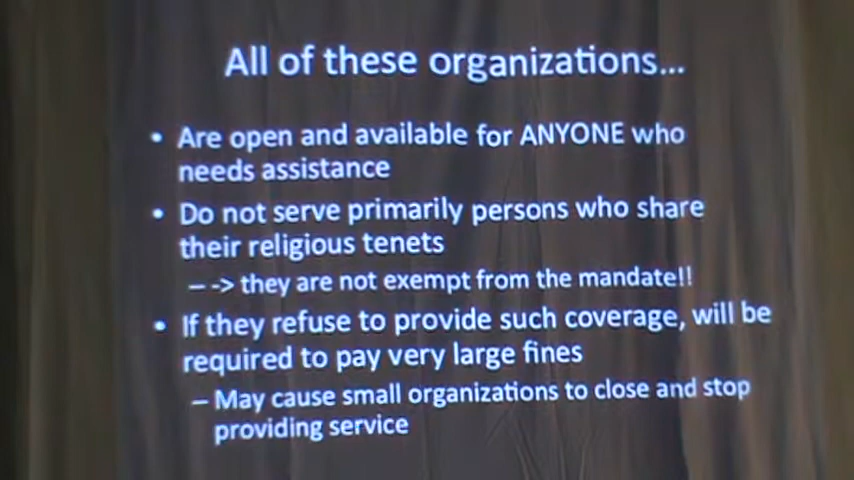 All of these organizations...
• Are open and available for ANYONE who
needs assistance
• Do not serve primarily persons who share
their religious tenets
– -> they are not exempt from the mandate!!
• If they refuse to provide such coverage, will be
required to pay very large fines
– May cause small organizations to close and stop
providing service